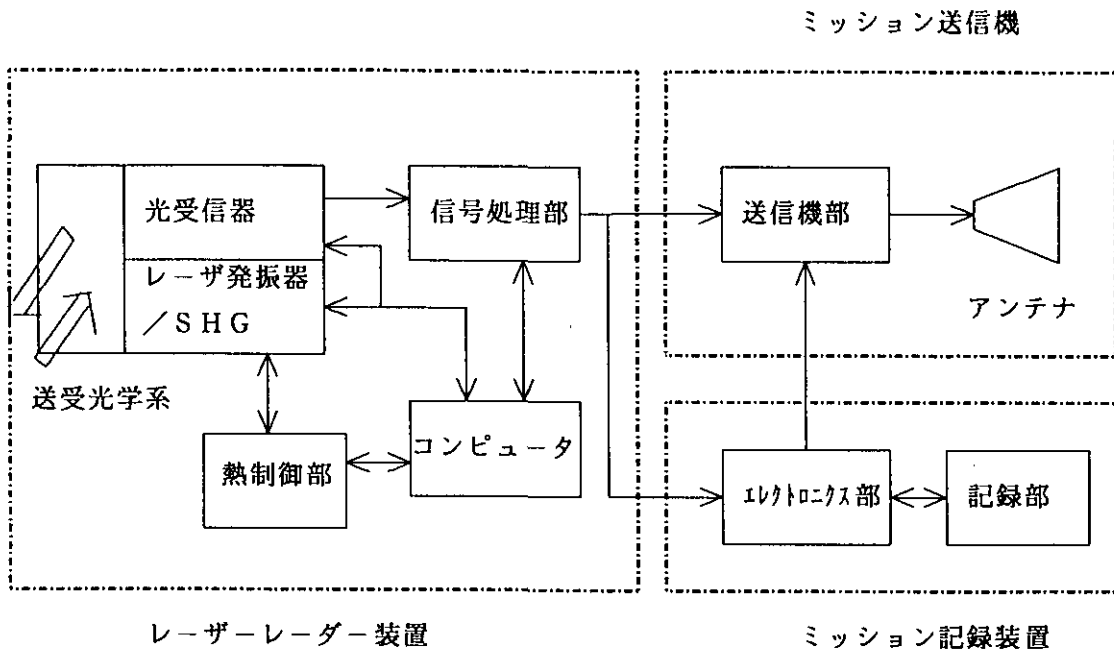 ミッション送信機
光受信器
信号処理部
送信機部
レーザ発振器
/SHG
アンテナ
送受光学系
熱制御部
コンピュータ
エレクトロニクス部
記録部
レーザーレーダー装置
ミッション記録装置